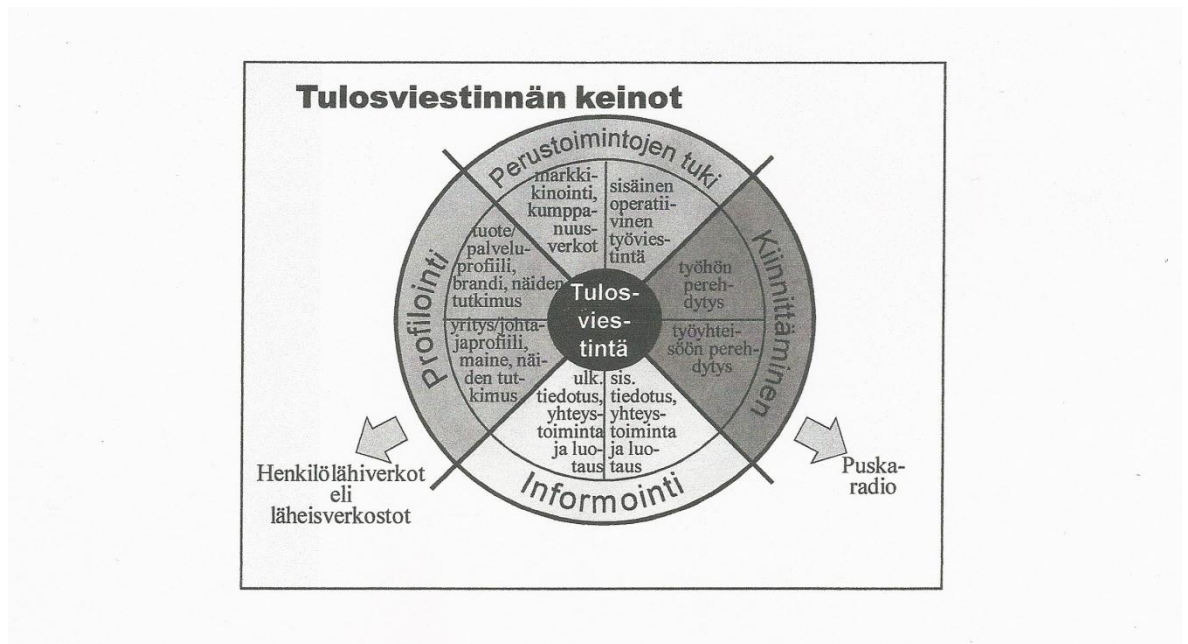 Tulosviestinnän keinot
Perustoimintojen tuki
markki-
kinointi,
kumppa-
nuus-
verkot
sisäinen
operatii-
vinen
työvies-
tintä
Profilointi
tuote/
palvelu-
profiili,
brandi, näiden
tutkimus
yritys/johta-
japrofiili,
maine, näi-
den tut-
kimus
Tulos-
vies-
tintä
Kiinnittäminen
työhön
pereh-
dytys
työyhtei-
söön pereh-
dytys
ulk.
tiedotus,
yhteys-
toiminta
ja luo-
taus
sis.
tiedotus,
yhteys-
toiminta
ja luo-
taus
Informointi
Henkilölähiverkot
eli
läheisverkostot
Puska-
radio